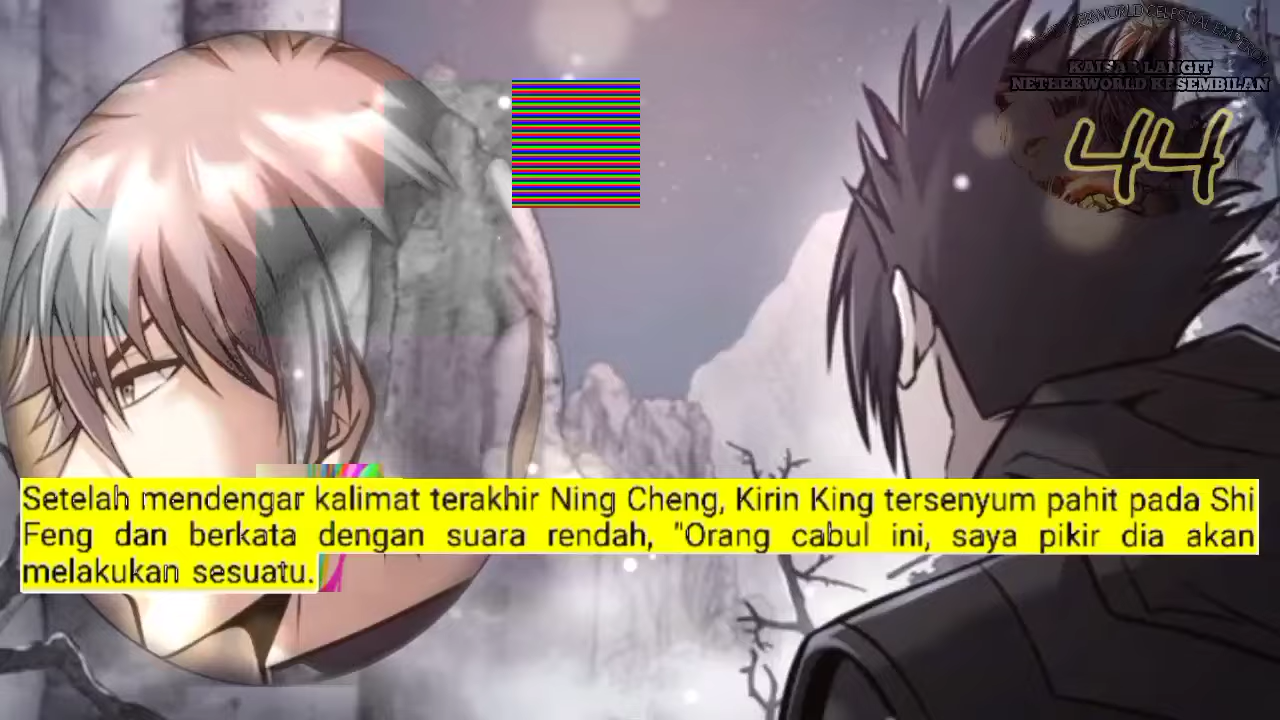 KAISAR LANGIT
NETHERWORLD KESEMBILAN
44
Setelah mendengar kalimat terakhir Ning Cheng, Kirin King tersenyum pahit pada Shi
Feng dan berkata dengan suara rendah, "Orang cabul ini, saya pikir dia akan
melakukan sesuatu.